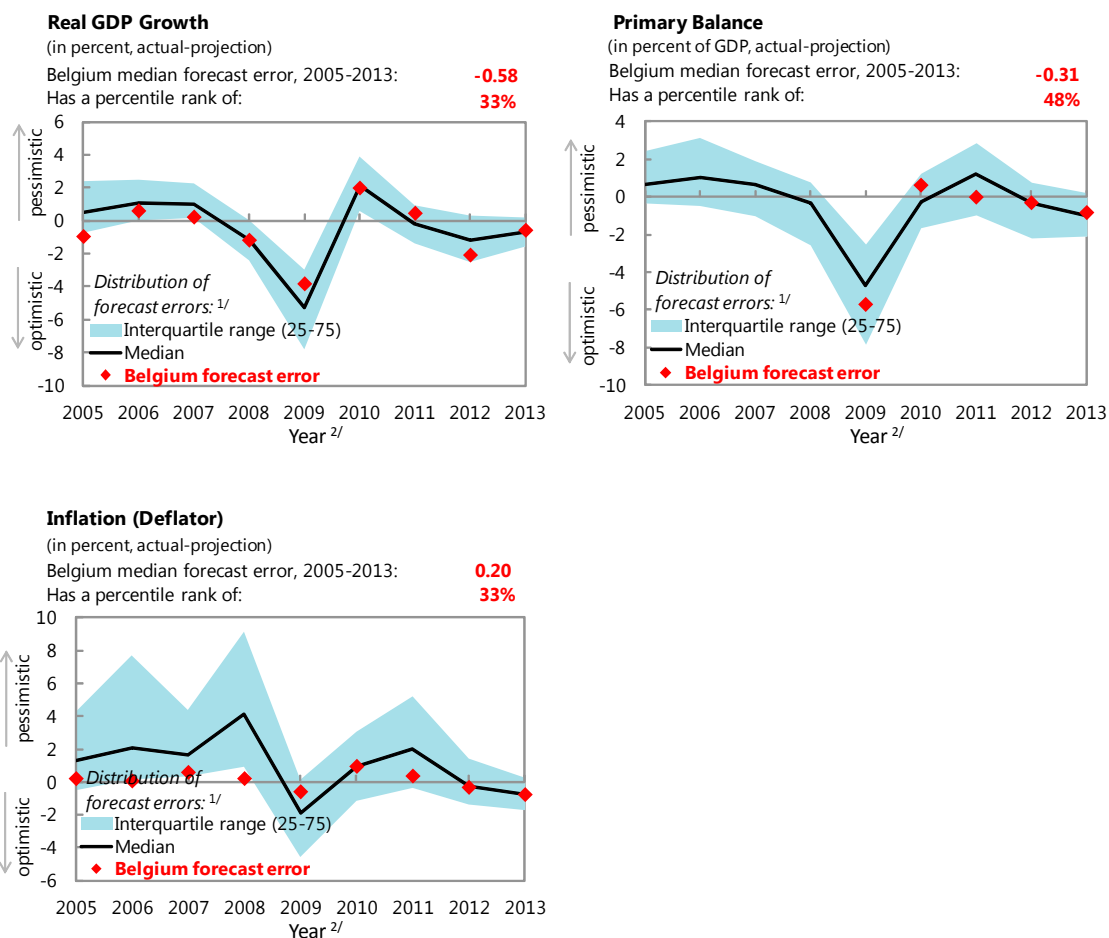 Real GDP Growth
(in percent, actual-projection)
Belgium median forecast error, 2005-2013: -0.58
Has a percentile rank of: 33%
pessimistic
optimistic
6
4
2
0
-2
-4
-6
-8
-10
Distribution of
forecast errors: 1/
Interquartile range (25-75)
Median
Belgium forecast error
2005 2006 2007 2008 2009 2010 2011 2012 2013
Year 2/
Primary Balance
(in percent of GDP, actual-projection)
Belgium median forecast error, 2005-2013: -0.31
Has a percentile rank of: 48%
pessimistic
optimistic
4
2
0
-2
-4
-6
-8
-10
Distribution of
forecast errors: 1/
Interquartile range (25-75)
Median
Belgium forecast error
2005 2006 2007 2008 2009 2010 2011 2012 2013
Year 2/
Inflation (Deflator)
(in percent, actual-projection)
Belgium median forecast error, 2005-2013: 0.20
Has a percentile rank of: 33%
pessimistic
optimistic
10
8
6
4
2
0
-2
-4
-6
Distribution of
forecast errors: 1/
Interquartile range (25-75)
Median
Belgium forecast error
2005 2006 2007 2008 2009 2010 2011 2012 2013
Year 2/